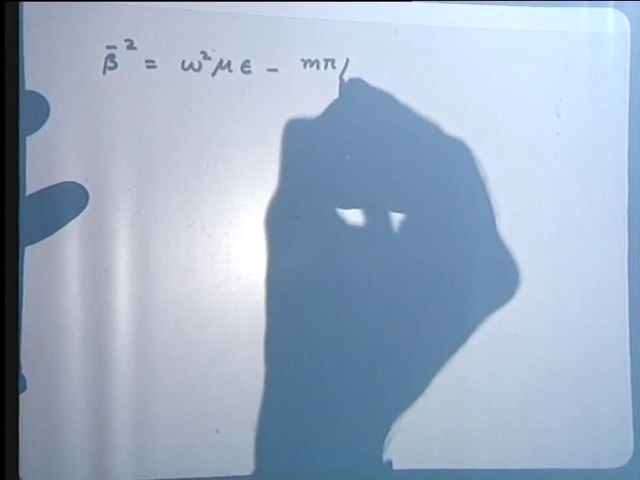 β̄² = ω²με - mπ/